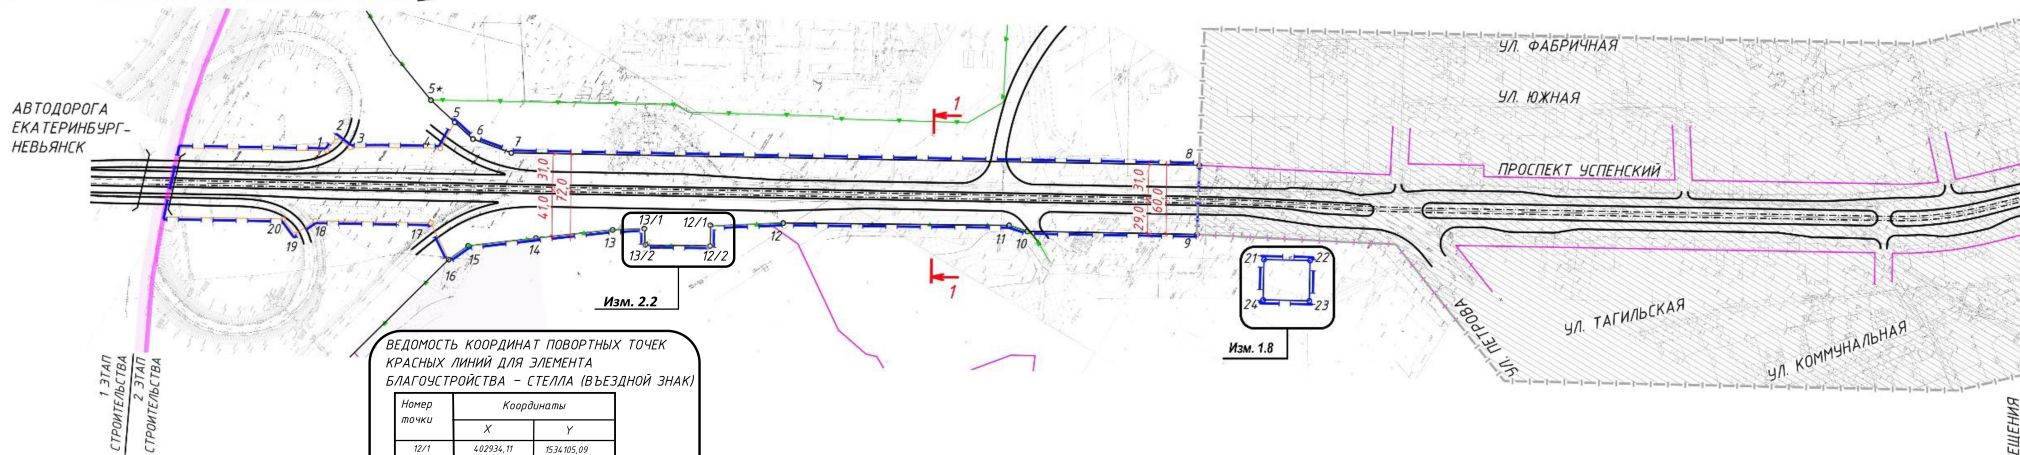 АВТОДОРОГА
ЕКАТЕРИНБУРГ-
НЕВЬЯНСК
1 ЭТАП
СТРОИТЕЛЬСТВА
2 ЭТАП
СТРОИТЕЛЬСТВА
1
2
3
4
5*
5
6
7
8
9
10
11
12
12/1
12/2
13/1
13/2
13
14
15
16
17
18
19
20
31,0
41,0
72,0
31,0
29,0
60,0
1
1
Изм. 2.2
21
22
24
23
Изм. 1.8
УЛ. ФАБРИЧНАЯ
УЛ. ЮЖНАЯ
ПРОСПЕКТ УСПЕНСКИЙ
УЛ. ПЕТРОВА
УЛ. ТАГИЛЬСКАЯ
УЛ. КОММУНАЛЬНАЯ
ЕЩЕНИЯ
ВЕДОМОСТЬ КООРДИНАТ ПОВОРТНЫХ ТОЧЕК
КРАСНЫХ ЛИНИЙ ДЛЯ ЭЛЕМЕНТА
БЛАГОУСТРОЙСТВА – СТЕЛЛА (ВЪЕЗДНОЙ ЗНАК)
Номер точки Координаты
X Y
12/1 402934,11 1534105,09